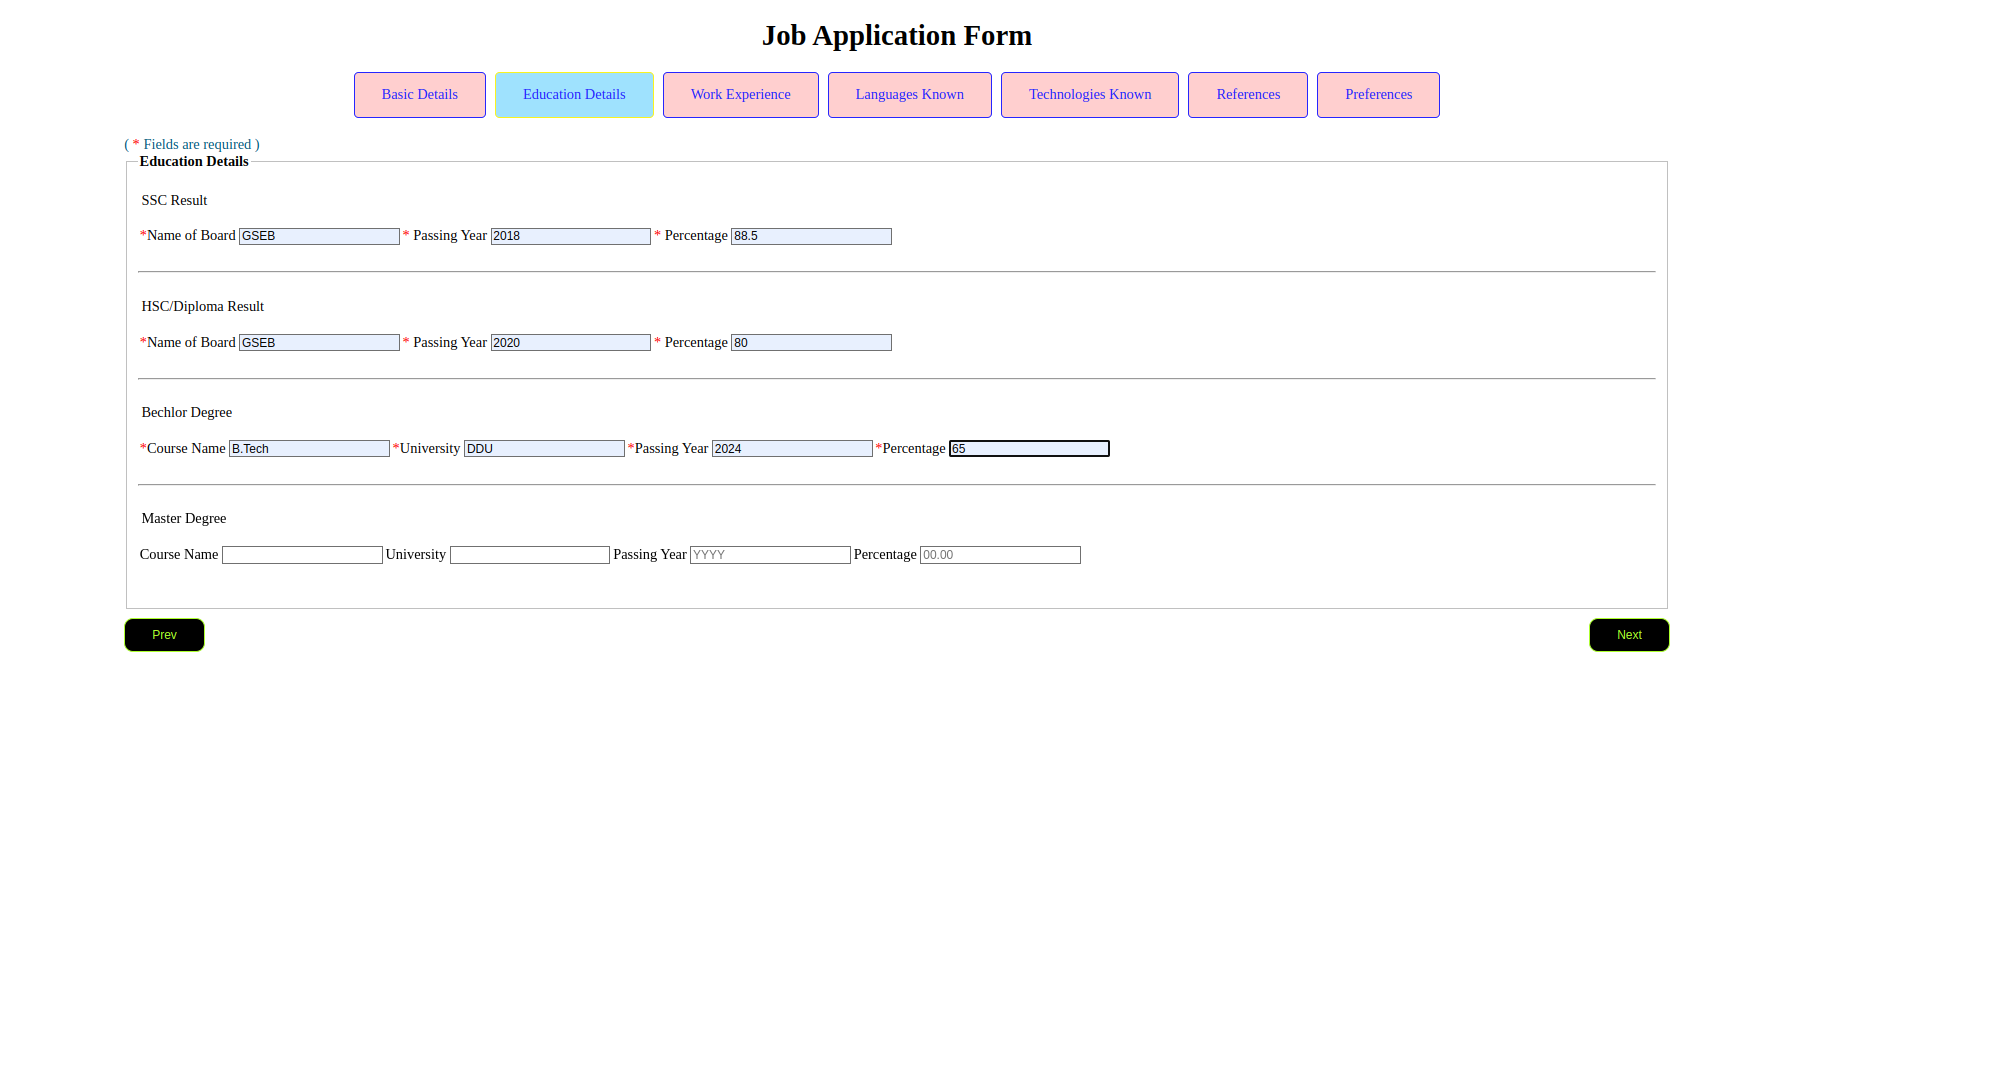 Job Application Form
Basic Details Education Details Work Experience Languages Known Technologies Known References Preferences
( * Fields are required )
Education Details
SSC Result
*Name of Board GSEB * Passing Year 2018 * Percentage 88.5
HSC/Diploma Result
*Name of Board GSEB * Passing Year 2020 * Percentage 80
Bechlor Degree
*Course Name B.Tech *University DDU *Passing Year 2024 *Percentage 65
Master Degree
Course Name University Passing Year YYYY Percentage 00.00
Prev Next